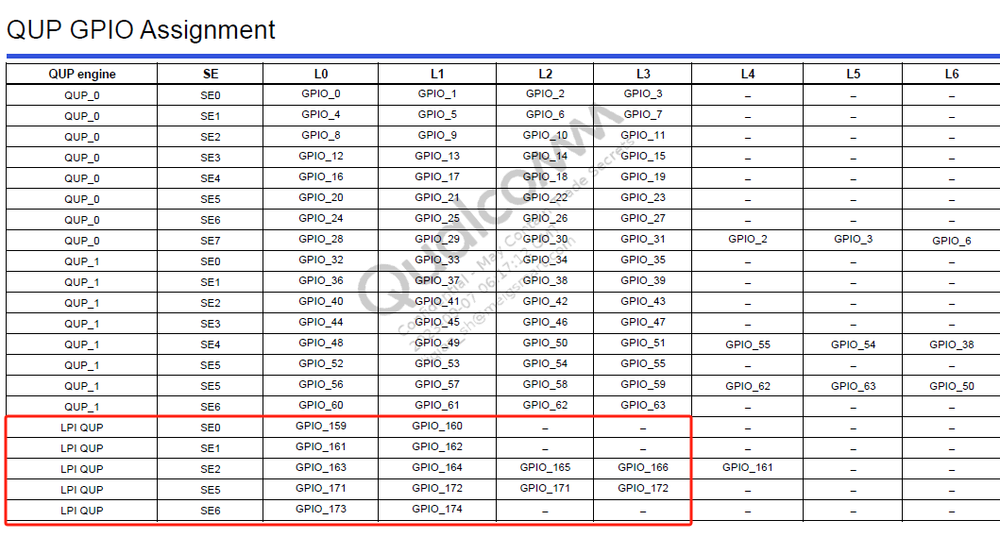 QUP GPIO Assignment
QUP engine SE L0 L1 L2 L3 L4 L5 L6
QUP_0 SE0 GPIO_0 GPIO_1 GPIO_2 GPIO_3 – – –
QUP_0 SE1 GPIO_4 GPIO_5 GPIO_6 GPIO_7 – – –
QUP_0 SE2 GPIO_8 GPIO_9 GPIO_10 GPIO_11 – – –
QUP_0 SE3 GPIO_12 GPIO_13 GPIO_14 GPIO_15 – – –
QUP_0 SE4 GPIO_16 GPIO_17 GPIO_18 GPIO_19 – – –
QUP_0 SE5 GPIO_20 GPIO_21 GPIO_22 GPIO_23 – – –
QUP_0 SE6 GPIO_24 GPIO_25 GPIO_26 GPIO_27 – – –
QUP_0 SE7 GPIO_28 GPIO_29 GPIO_30 GPIO_31 GPIO_2 GPIO_3 GPIO_6
QUP_1 SE0 GPIO_32 GPIO_33 GPIO_34 GPIO_35 – – –
QUP_1 SE1 GPIO_36 GPIO_37 GPIO_38 GPIO_39 – – –
QUP_1 SE2 GPIO_40 GPIO_41 GPIO_42 GPIO_43 – – –
QUP_1 SE3 GPIO_44 GPIO_45 GPIO_46 GPIO_47 – – –
QUP_1 SE4 GPIO_48 GPIO_49 GPIO_50 GPIO_51 GPIO_55 GPIO_54 GPIO_38
QUP_1 SE5 GPIO_52 GPIO_53 GPIO_54 GPIO_55 – – –
QUP_1 SE5 GPIO_56 GPIO_57 GPIO_58 GPIO_59 GPIO_62 GPIO_63 GPIO_50
QUP_1 SE6 GPIO_60 GPIO_61 GPIO_62 GPIO_63 – – –
LPI QUP SE0 GPIO_159 GPIO_160 – – – – –
LPI QUP SE1 GPIO_161 GPIO_162 – – – – –
LPI QUP SE2 GPIO_163 GPIO_164 GPIO_165 GPIO_166 GPIO_161 – –
LPI QUP SE5 GPIO_171 GPIO_172 GPIO_171 GPIO_172 – – –
LPI QUP SE6 GPIO_173 GPIO_174 – – – – –
Qualcomm
Confidential - May Contain Trade Secrets